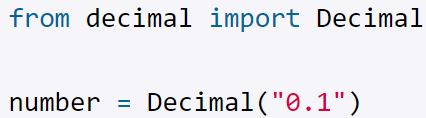 from decimal import Decimal
number = Decimal("0.1")